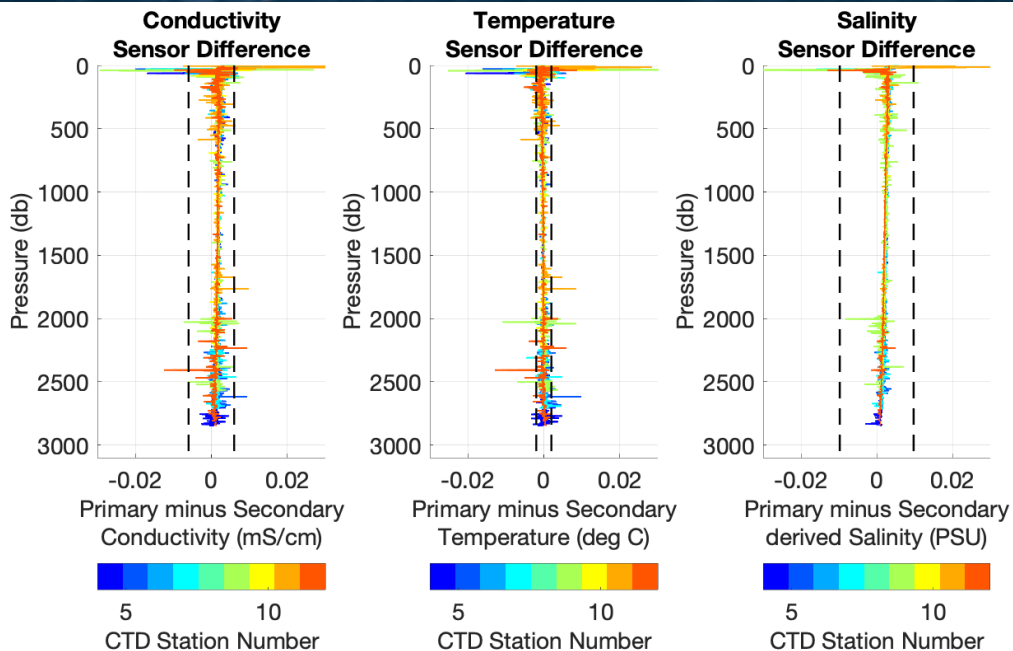 Conductivity
Sensor Difference
Temperature
Sensor Difference
Salinity
Sensor Difference
0
500
1000
1500
2000
2500
3000
Pressure (db)
-0.02
0
0.02
Primary minus Secondary
Conductivity (mS/cm)
5
10
CTD Station Number
0
500
1000
1500
2000
2500
3000
Pressure (db)
-0.02
0
0.02
Primary minus Secondary
Temperature (deg C)
5
10
CTD Station Number
0
500
1000
1500
2000
2500
3000
Pressure (db)
-0.02
0
0.02
Primary minus Secondary
derived Salinity (PSU)
5
10
CTD Station Number